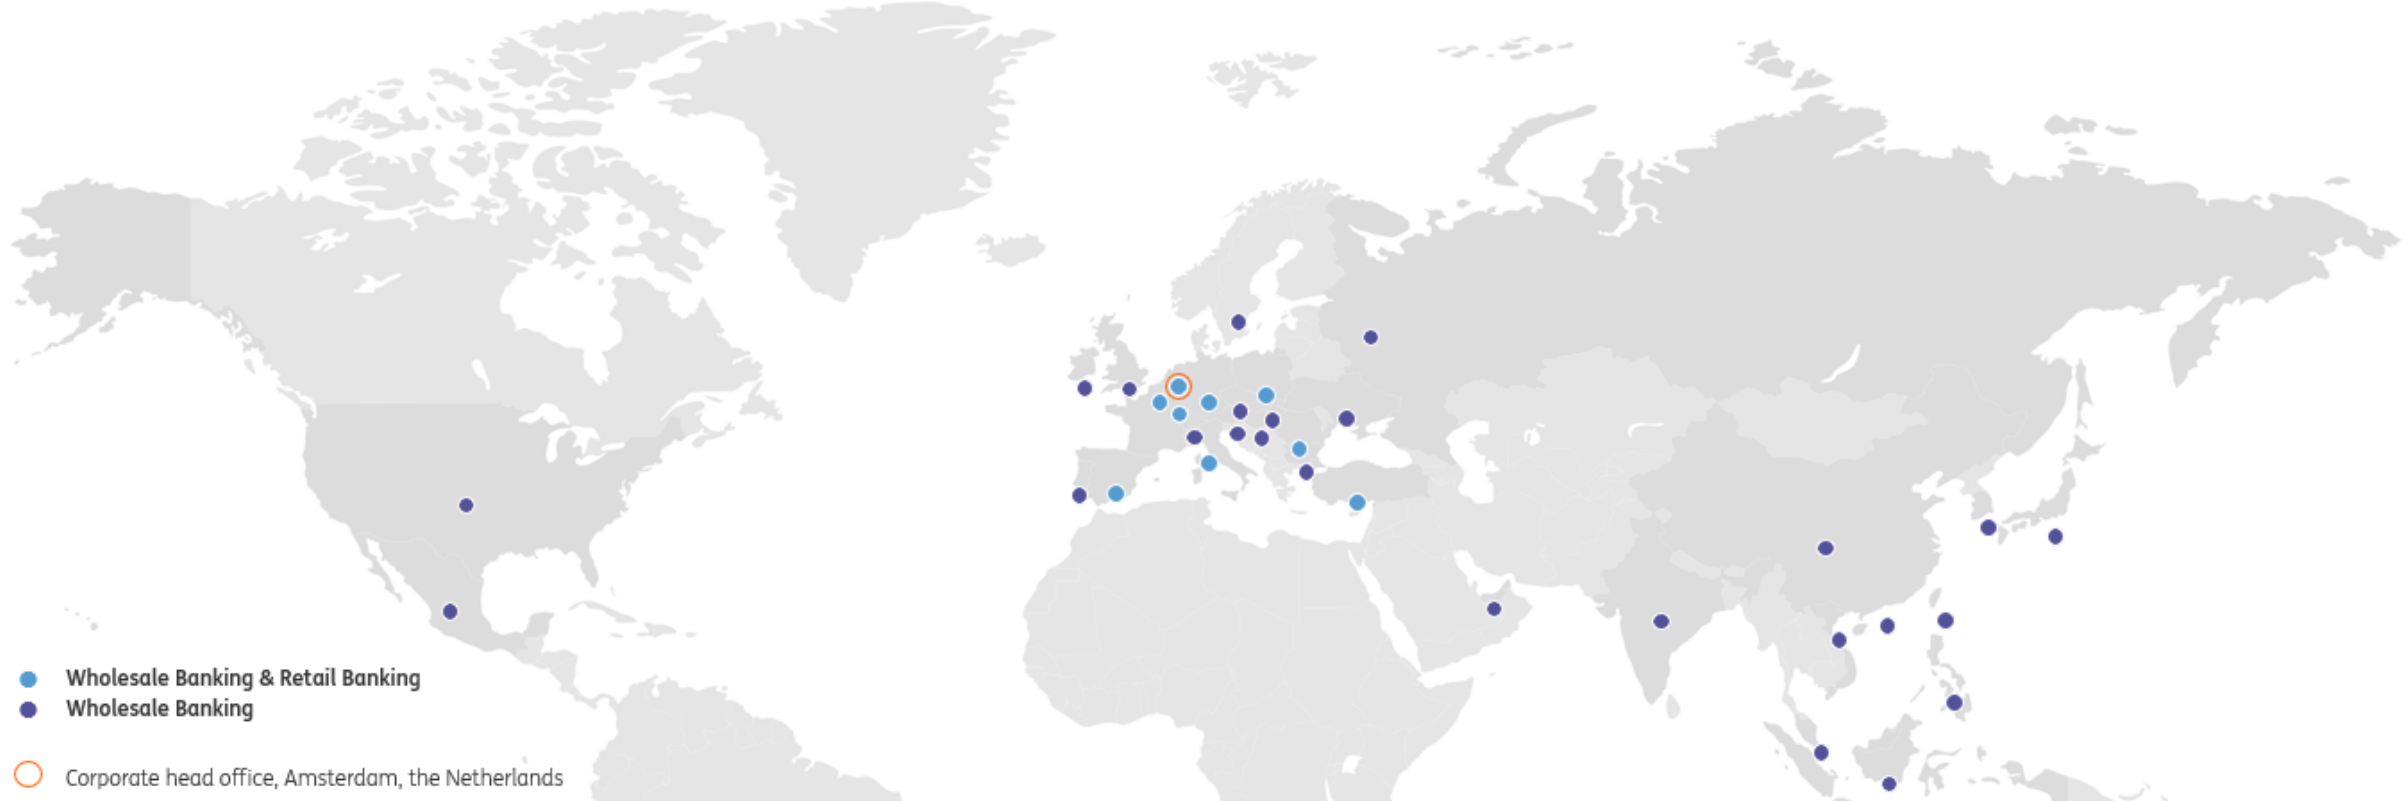 Wholesale Banking & Retail Banking
Wholesale Banking
Corporate head office, Amsterdam, the Netherlands